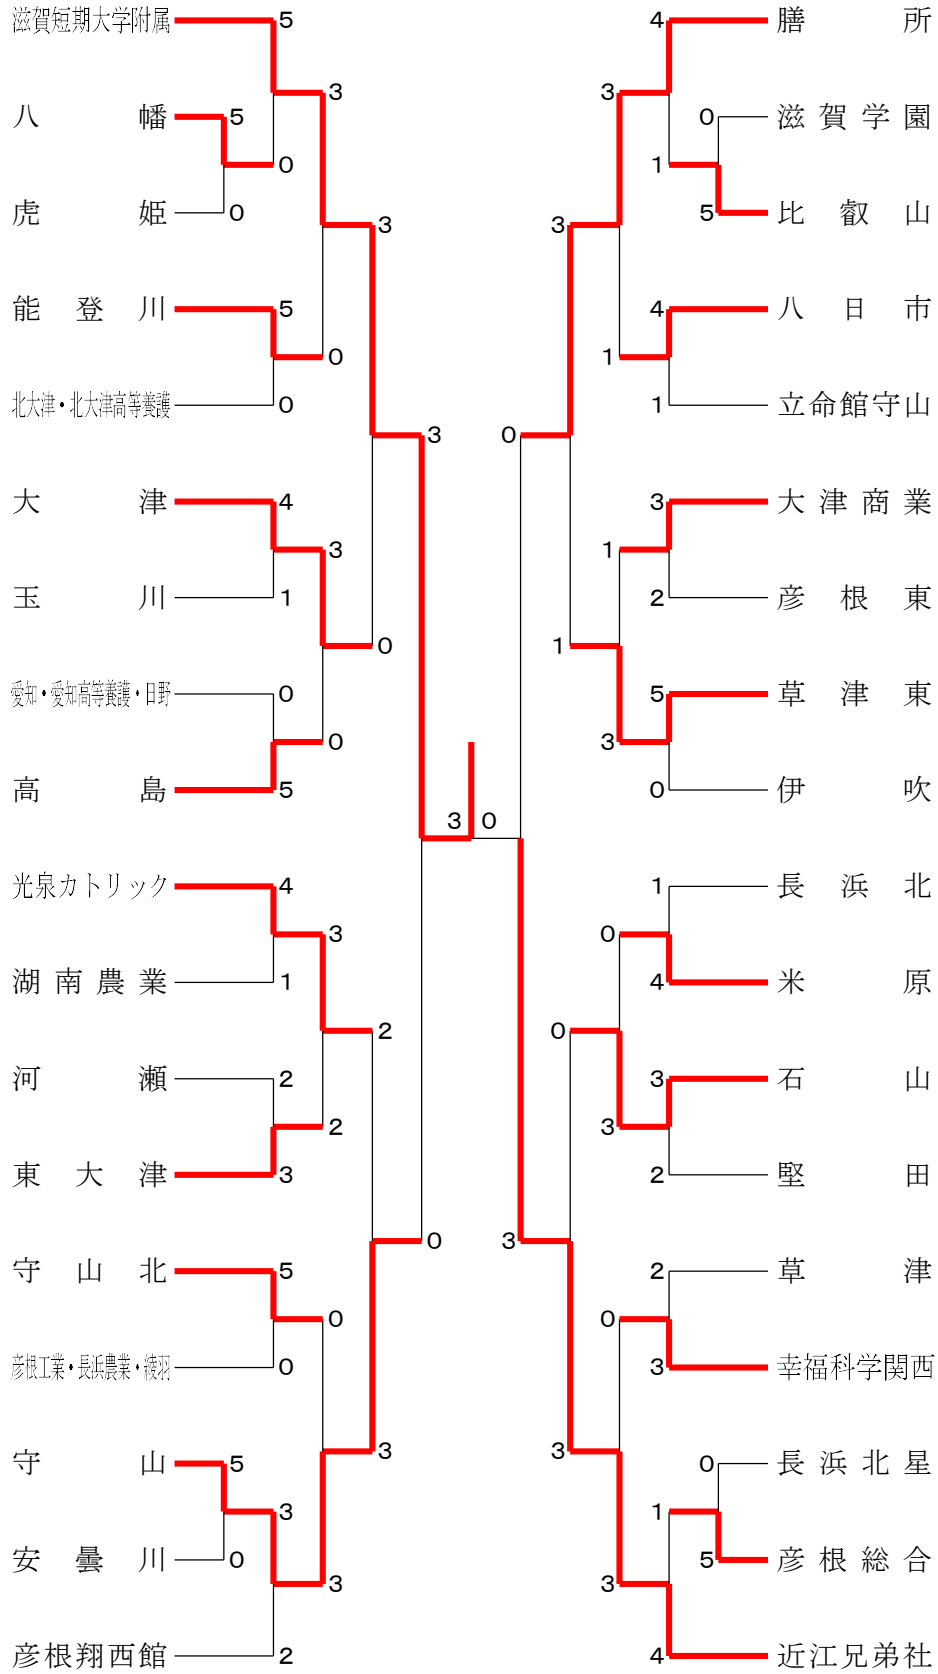 滋賀短期大学附属 5 4 膳所
3 3
八幡 5 0 滋賀学園
0 1
虎姫 0 5 比叡山
3 3
能登川 5 4 八日市
0 1
北大津・北大津高等養護 0 1 立命館守山
3 0
大津 4 3 大津商業
3 1
玉川 1 2 彦根東
0 1
愛知・愛知高等養護・日野 0 5 草津東
0 3
高島 5 0 伊吹
3 0
光泉カトリック 4 1 長浜北
3 0
湖南農業 1 4 米原
2 0
河瀬 2 3 石山
2 3
東大津 3 2 堅田
0 3
守山北 5 2 草津
0 0
彦根工業・長浜農業・綾羽 0 3 幸福科学関西
3 3
守山 5 0 長浜北星
3 1
安曇川 0 5 彦根総合
3 3
彦根翔西館 2 4 近江兄弟社